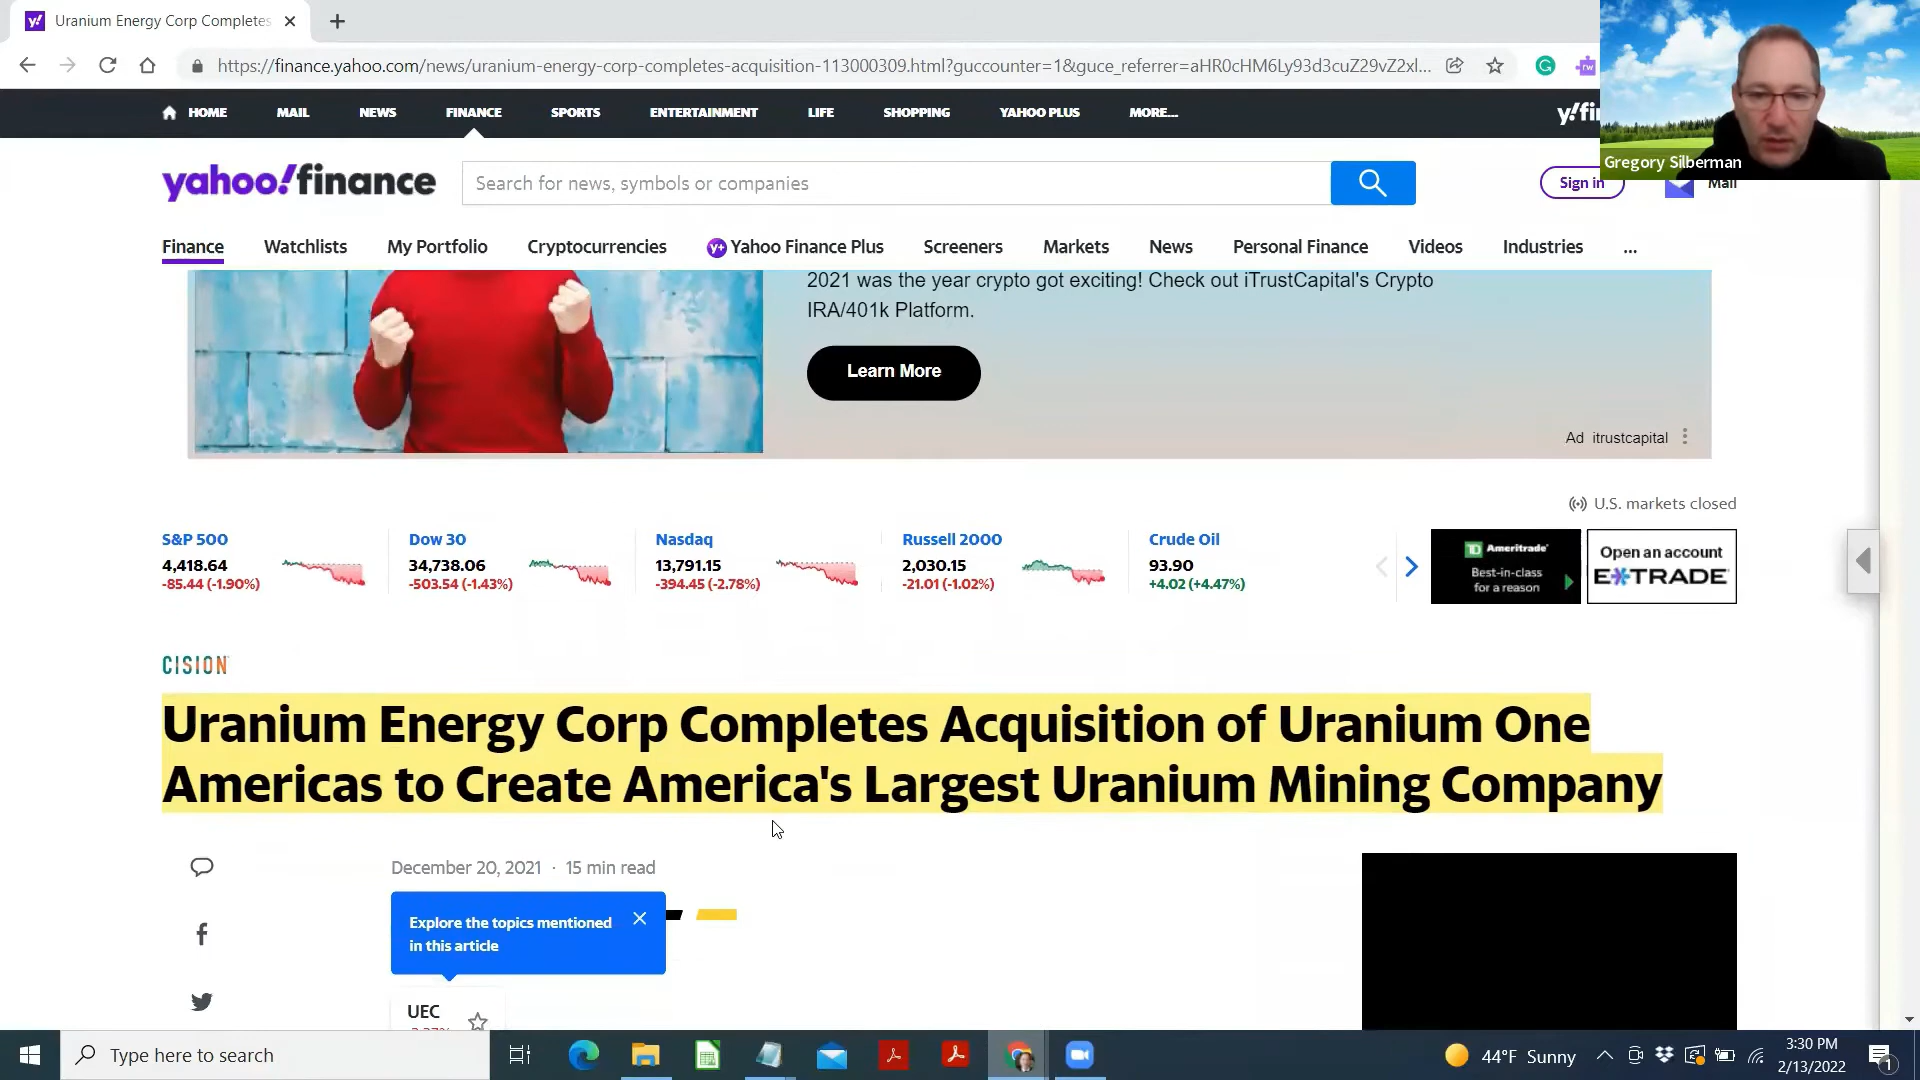 Uranium Energy Corp Completes
https://finance.yahoo.com/news/uranium-energy-corp-completes-acquisition-113000309.html?guccounter=1&guce_referrer=aHR0cHM6Ly93d3cuZ29vZ2xl...
HOME MAIL NEWS FINANCE SPORTS ENTERTAINMENT LIFE SHOPPING YAHOO PLUS MORE...
Gregory Silberman
yahoo!finance
Search for news, symbols or companies
Sign in
Mail
Finance Watchlists My Portfolio Cryptocurrencies Yahoo Finance Plus Screeners Markets News Personal Finance Videos Industries ...
2021 was the year crypto got exciting! Check out iTrustCapital's Crypto
IRA/401k Platform.
Learn More
Ad itrustcapital
U.S. markets closed
S&P 500
4,418.64
-85.44 (-1.90%)
Dow 30
34,738.06
-503.54 (-1.43%)
Nasdaq
13,791.15
-394.45 (-2.78%)
Russell 2000
2,030.15
-21.01 (-1.02%)
Crude Oil
93.90
+4.02 (+4.47%)
Ameritrade
Best-in-class
for a reason
Open an account
E*TRADE
CISION
Uranium Energy Corp Completes Acquisition of Uranium One
Americas to Create America's Largest Uranium Mining Company
December 20, 2021 · 15 min read
Explore the topics mentioned
in this article
UEC
Type here to search
44°F Sunny
3:30 PM
2/13/2022
1